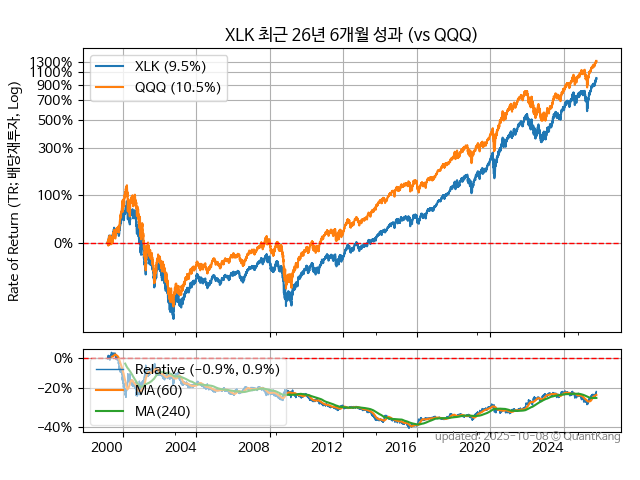 XLK 최근 26년 6개월 성과 (vs QQQ)
Rate of Return (TR; 배당재투자, Log)
1300%
1100%
900%
700%
500%
300%
100%
0%
XLK (9.5%)
QQQ (10.5%)
0%
−20%
−40%
Relative (−0.9%, 0.9%)
MA(60)
MA(240)
2000 2004 2008 2012 2016 2020 2024
updated: 2025-10-08 © QuantKang